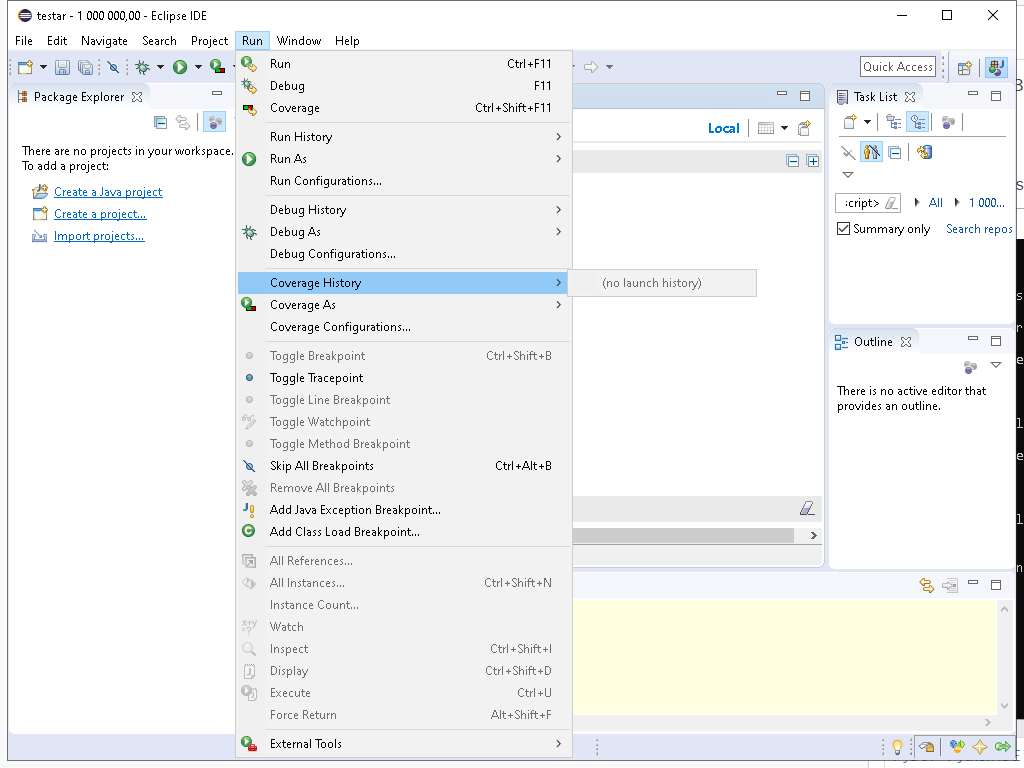 testar - 1 000 000,00 - Eclipse IDE
File Edit Navigate Search Project Run Window Help
Quick Access
Package Explorer
There are no projects in your workspace.
To add a project:
Create a Java project
Create a project...
Import projects...
Run Ctrl+F11
Debug F11
Coverage Ctrl+Shift+F11
Run History
Run As
Run Configurations...
Debug History
Debug As
Debug Configurations...
Coverage History
(no launch history)
Coverage As
Coverage Configurations...
Toggle Breakpoint Ctrl+Shift+B
Toggle Tracepoint
Toggle Line Breakpoint
Toggle Watchpoint
Toggle Method Breakpoint
Skip All Breakpoints Ctrl+Alt+B
Remove All Breakpoints
Add Java Exception Breakpoint...
Add Class Load Breakpoint...
All References...
All Instances... Ctrl+Shift+N
Instance Count...
Watch
Inspect Ctrl+Shift+I
Display Ctrl+Shift+D
Execute Ctrl+U
Force Return Alt+Shift+F
External Tools
Local
Task List
:cript> All 1 000...
Summary only Search repos
Outline
There is no active editor that
provides an outline.